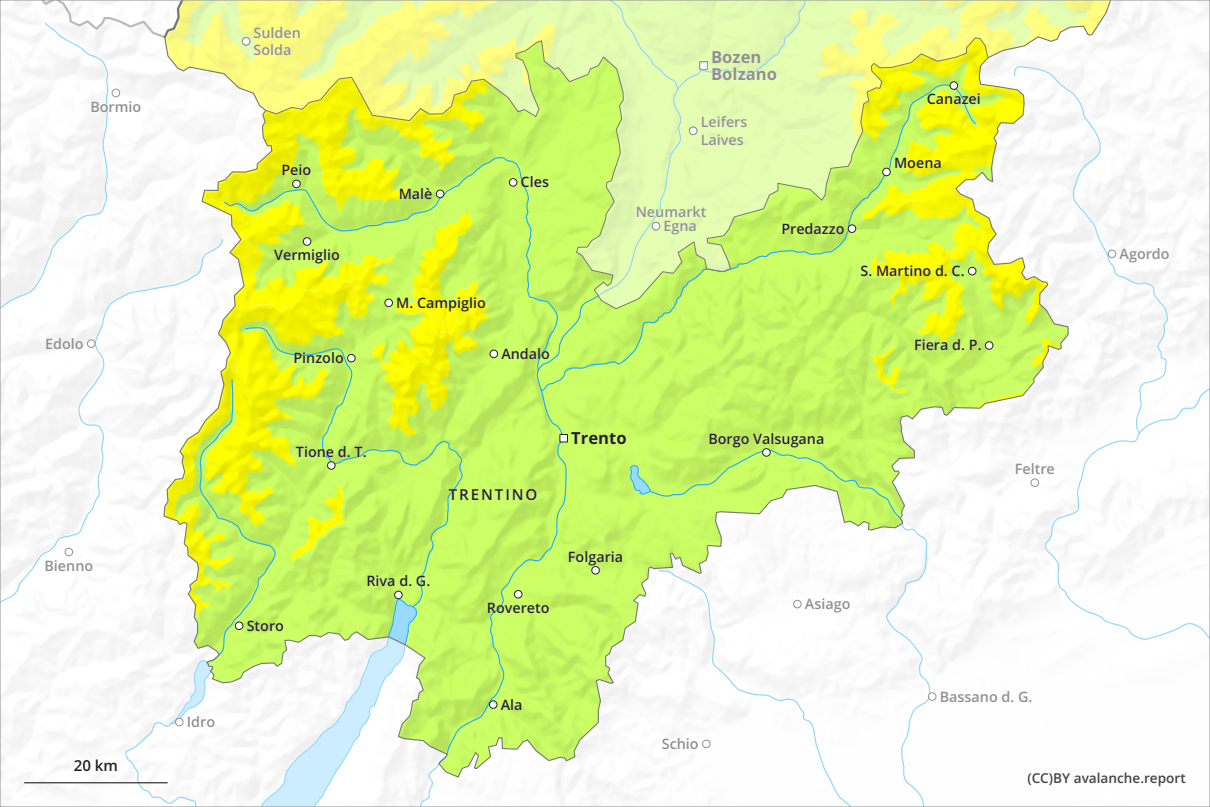 Sulden
Solda
Bozen
Bolzano
Bormio
Canazei
Leifers
Laives
Moena
Peio
Malè
Cles
Neumarkt
Egna
Predazzo
Vermiglio
Agordo
S. Martino d. C.
M. Campiglio
Edolo
Pinzolo
Andalo
Fiera d. P.
Trento
Borgo Valsugana
Tione d. T.
Feltre
TRENTINO
Bienno
Folgaria
Riva d. G.
Rovereto
Asiago
Storo
Bassano d. G.
Ala
Idro
Schio
20 km
(CC)BY avalanche.report